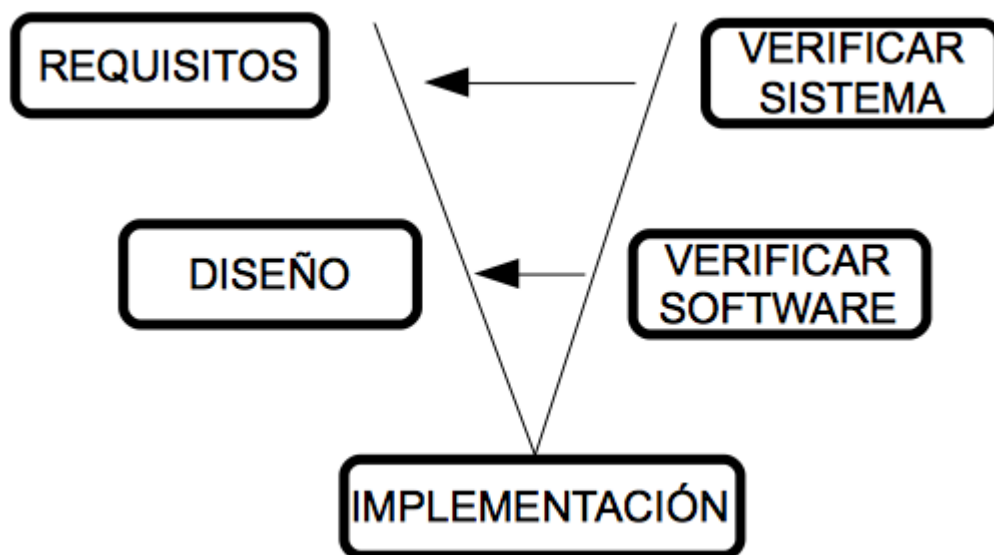 REQUISITOS
VERIFICAR
SISTEMA
DISEÑO
VERIFICAR
SOFTWARE
IMPLEMENTACIÓN